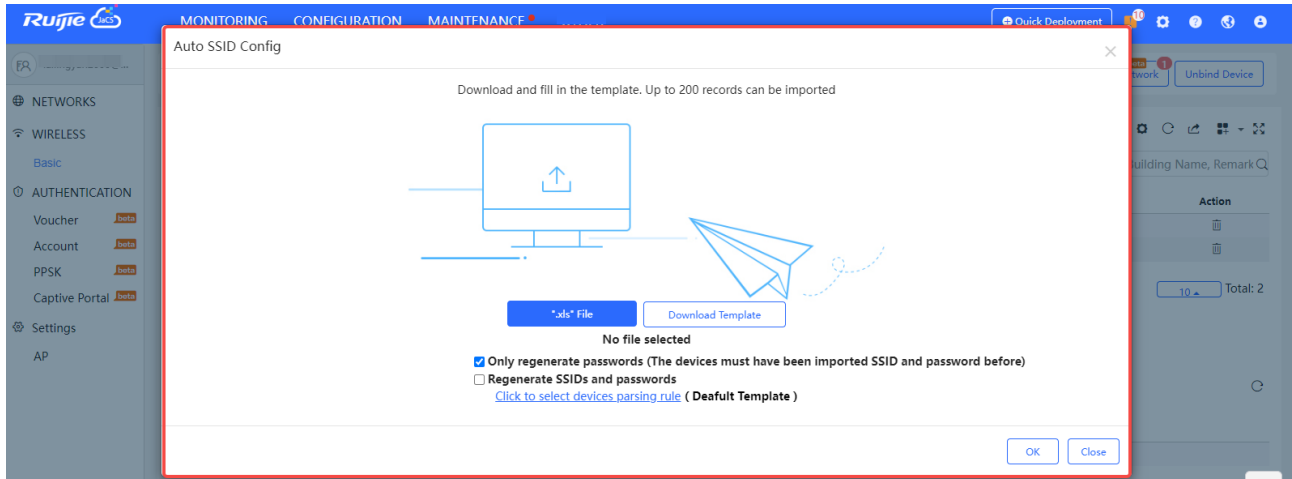 Ruijie JaCS MONITORING CONFIGURATION MAINTENANCE Quick Deployment 10
Auto SSID Config
FR
Download and fill in the template. Up to 200 records can be imported
beta 1
twork Unbind Device
NETWORKS
WIRELESS
Basic
uilding Name, Remark
AUTHENTICATION
Action
Voucher beta
Account beta
PPSK beta
Captive Portal beta
10 Total: 2
Settings
AP
".xls" File Download Template
No file selected
Only regenerate passwords (The devices must have been imported SSID and password before)
Regenerate SSIDs and passwords
Click to select devices parsing rule ( Deafult Template )
OK Close